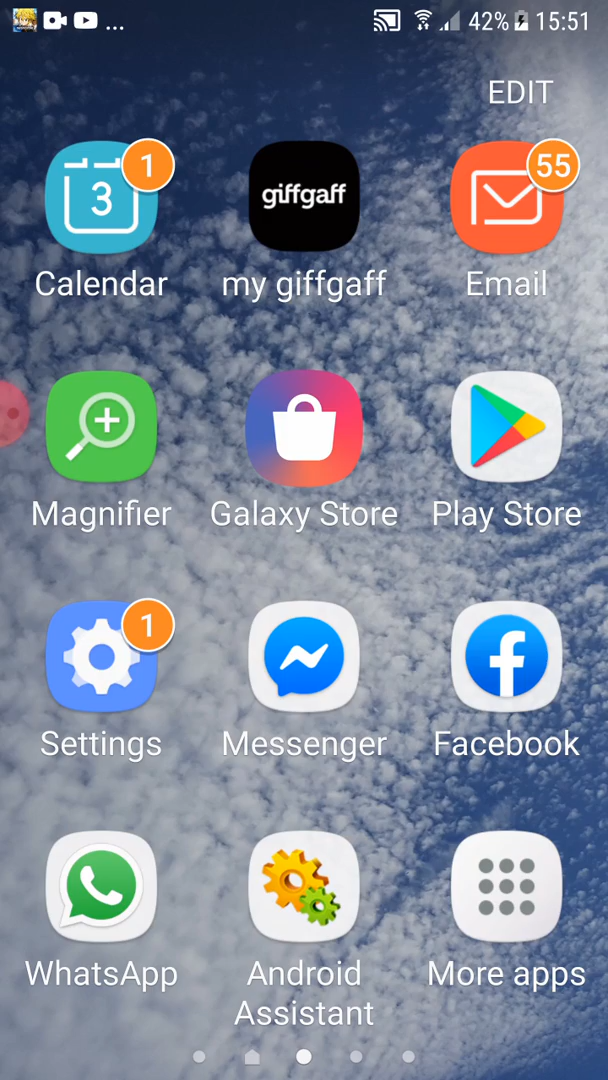 ... 42% 15:51
EDIT
1 55
3 giffgaff
Calendar my giffgaff Email
Magnifier Galaxy Store Play Store
1
Settings Messenger Facebook
WhatsApp Android Assistant More apps